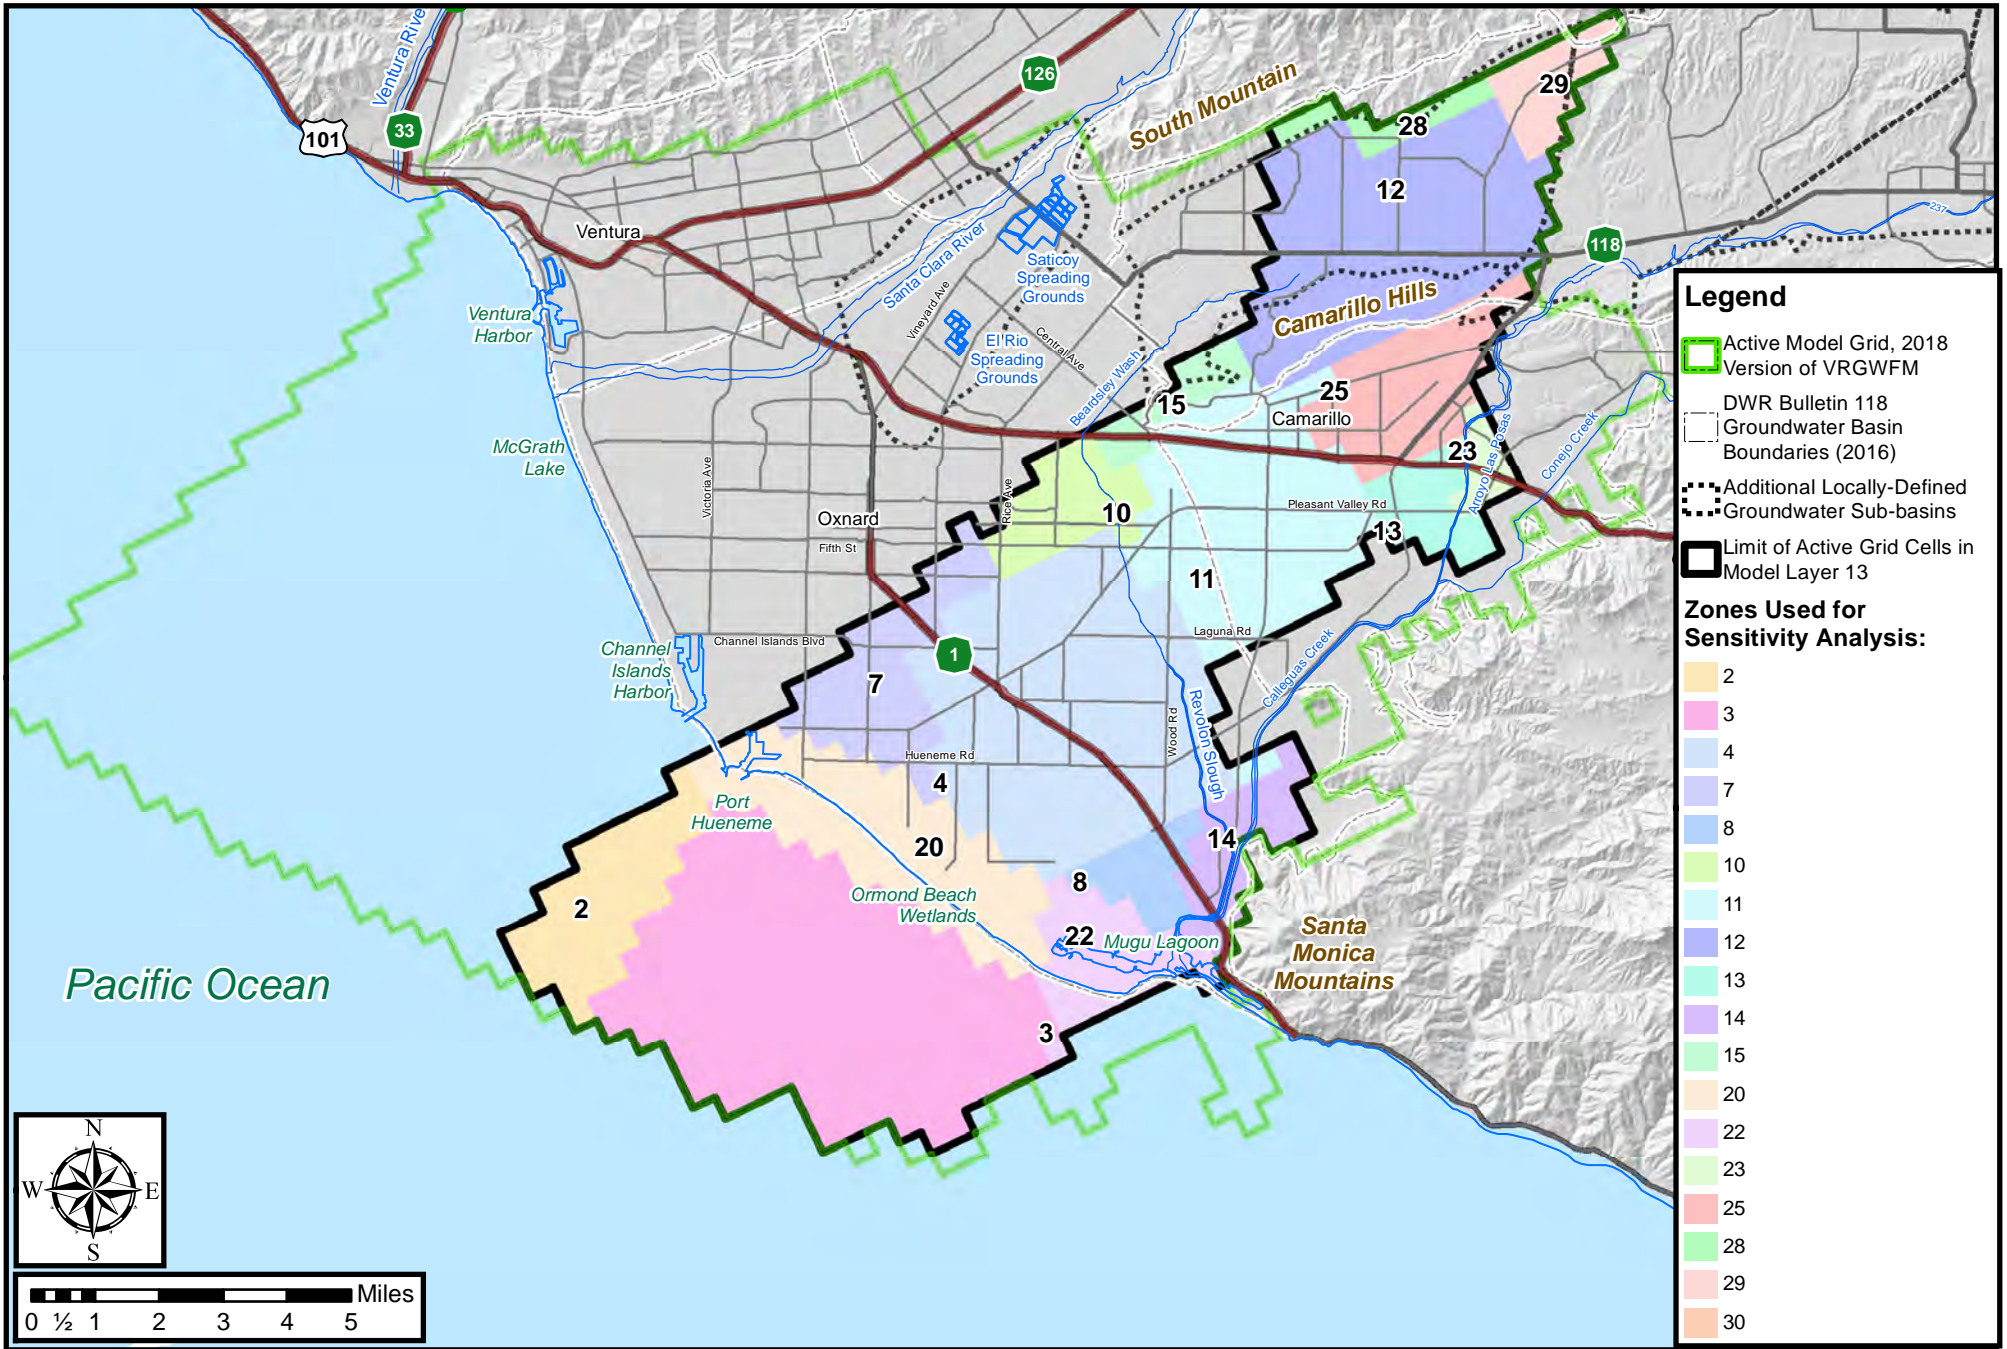 Ventura River
101
33
126
South Mountain
29
28
12
118
237
Ventura
Santa Clara River
Saticoy
Spreading
Grounds
Vineyard Ave
Camarillo Hills
Ventura
Harbor
El Rio
Spreading
Grounds
Central Ave
Beardsley Wash
15
25
Camarillo
23
Arroyo Las Posas
Conejo Creek
McGrath
Lake
Victoria Ave
Rice Ave
Pleasant Valley Rd
10
13
Oxnard
Fifth St
11
Channel Islands Blvd
Laguna Rd
1
Channel
Islands
Harbor
7
Calleguas Creek
Revolon Slough
Wood Rd
Hueneme Rd
4
Port
Hueneme
20
14
8
Ormond Beach
Wetlands
2
22
Mugu Lagoon
Santa
Monica
Mountains
Pacific Ocean
3
N
W
E
S
Miles
0 ½ 1 2 3 4 5
Legend
Active Model Grid, 2018
Version of VRGWFM
DWR Bulletin 118
Groundwater Basin
Boundaries (2016)
Additional Locally-Defined
Groundwater Sub-basins
Limit of Active Grid Cells in
Model Layer 13
Zones Used for
Sensitivity Analysis:
2
3
4
7
8
10
11
12
13
14
15
20
22
23
25
28
29
30